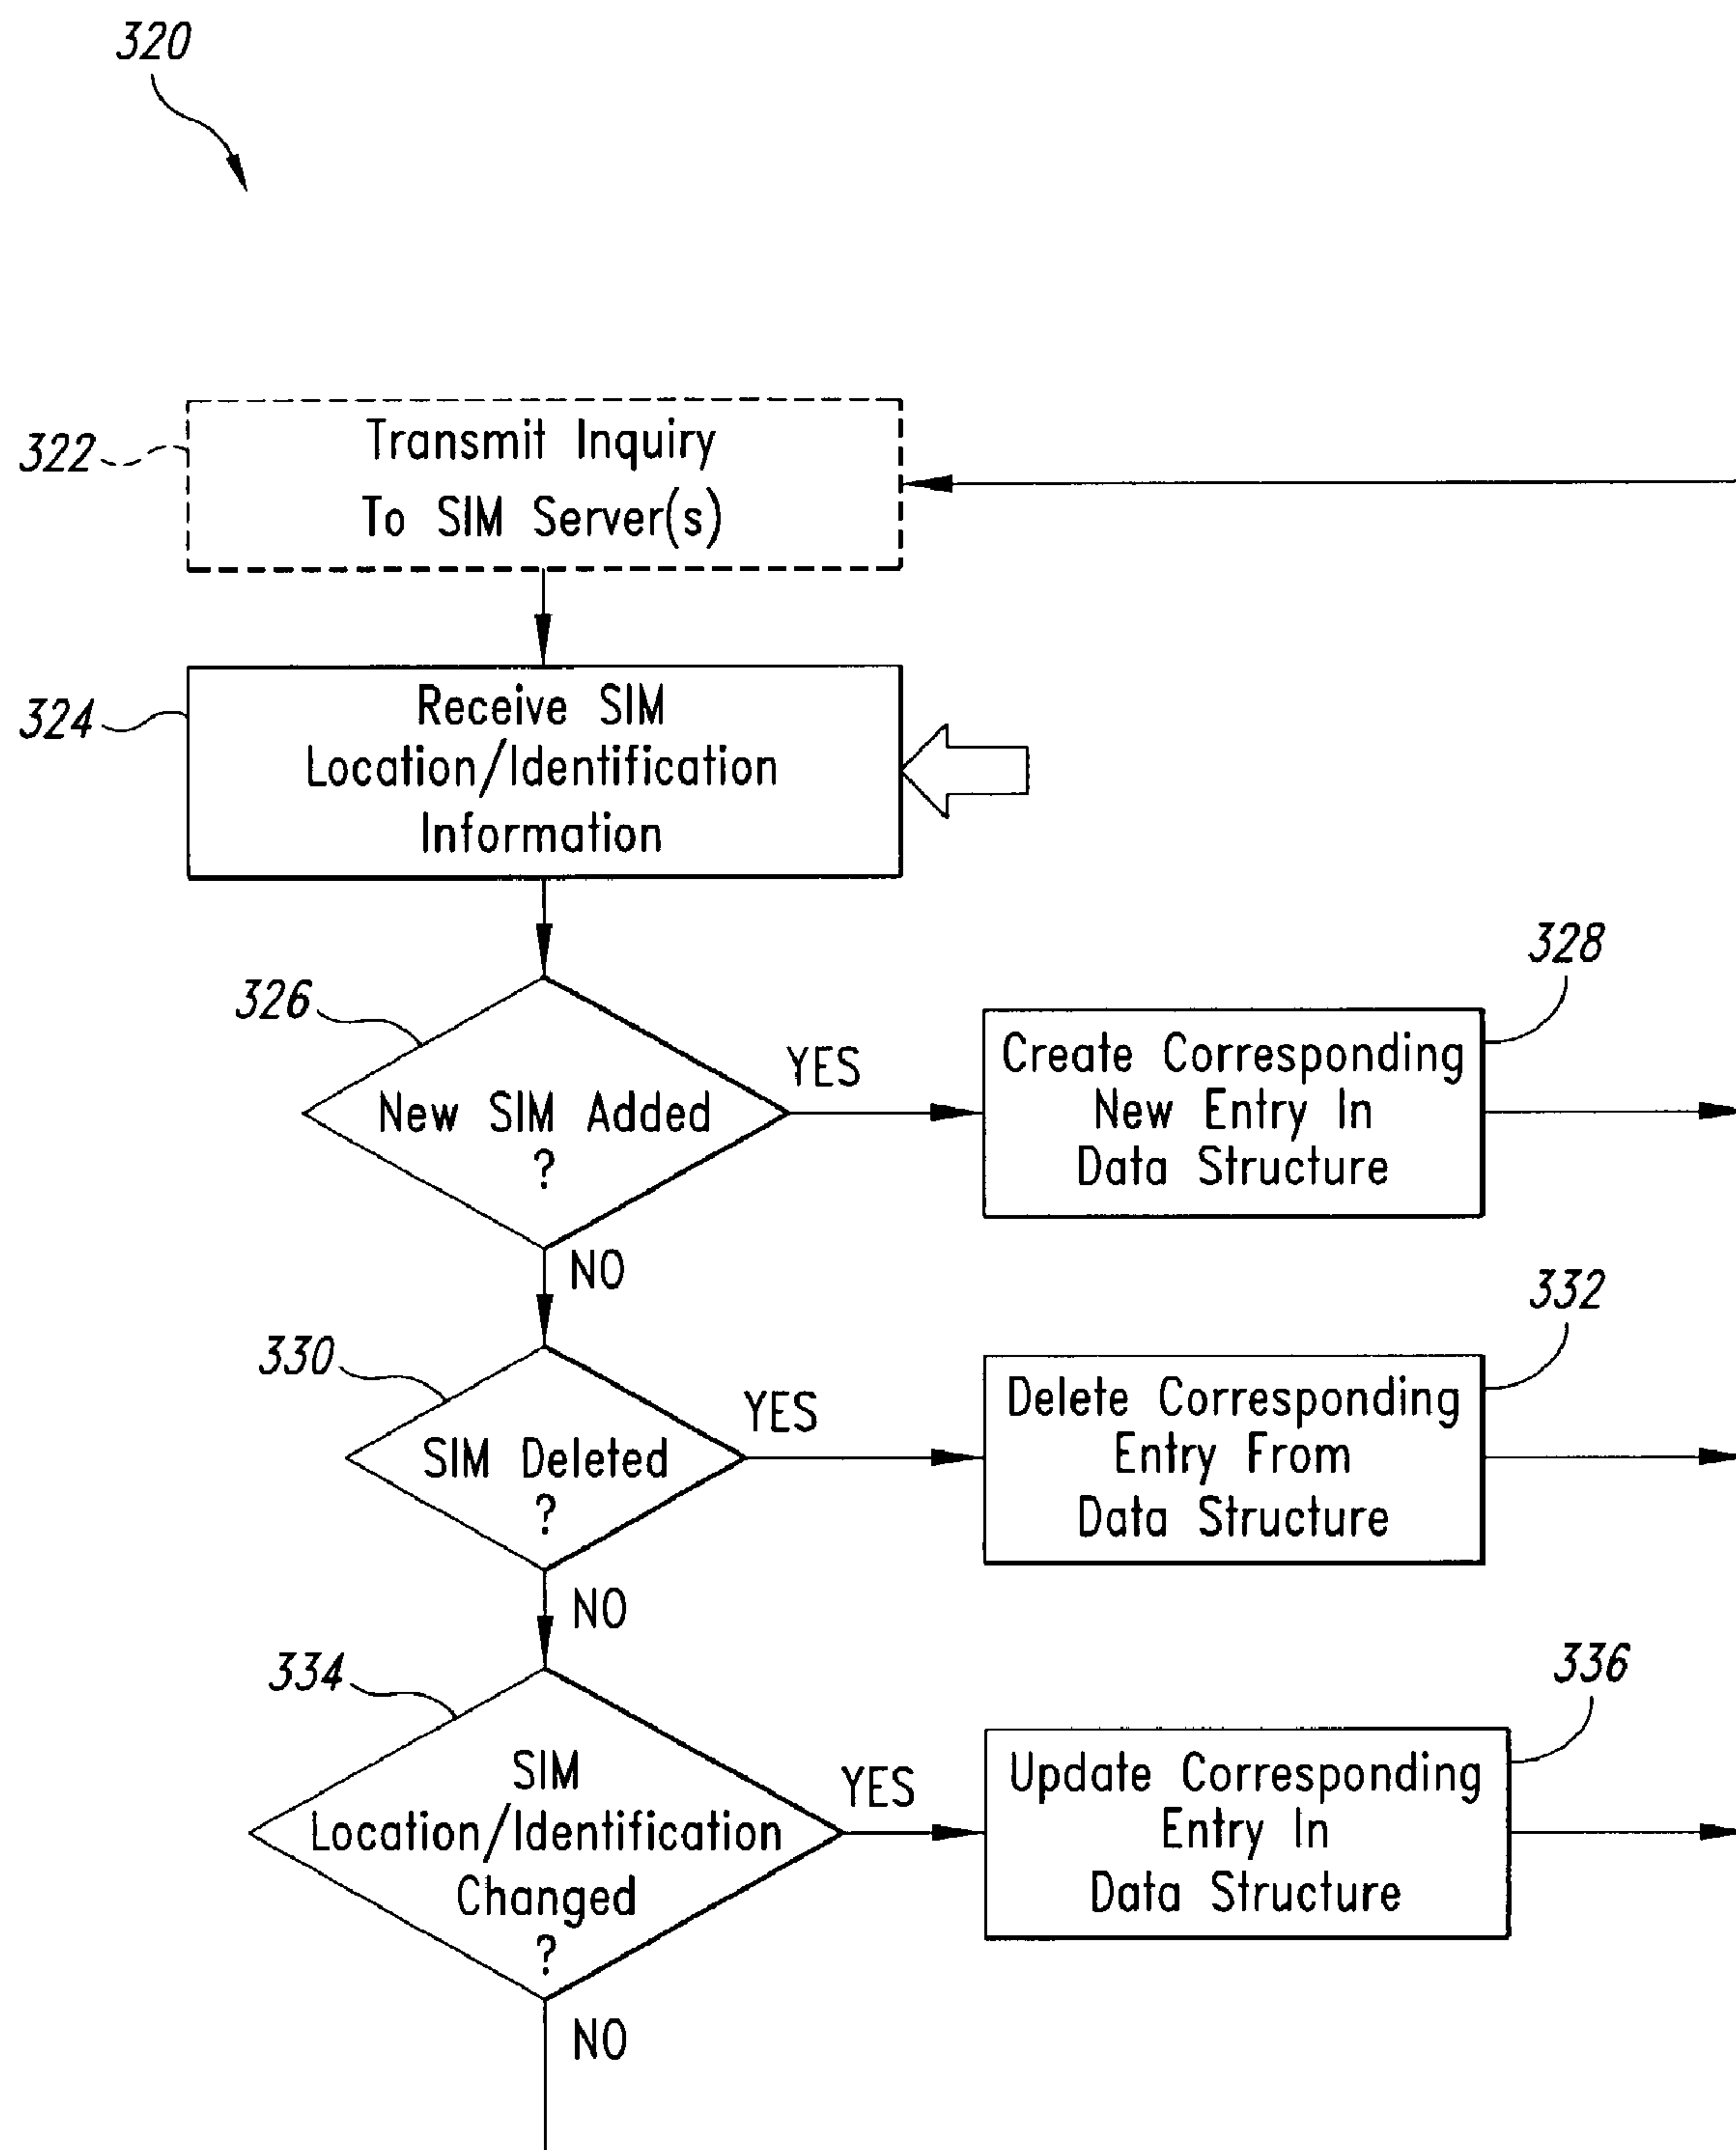 320
322
Transmit Inquiry
To SIM Server(s)
324
Receive SIM
Location/Identification
Information
326
New SIM Added
?
YES
328
Create Corresponding
New Entry In
Data Structure
NO
330
SIM Deleted
?
YES
332
Delete Corresponding
Entry From
Data Structure
NO
334
SIM
Location/Identification
Changed
?
YES
336
Update Corresponding
Entry In
Data Structure
NO